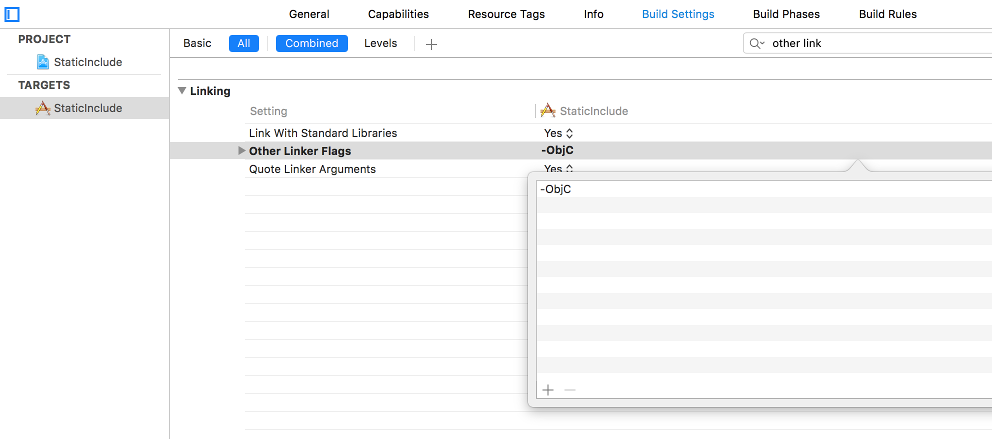 General Capabilities Resource Tags Info Build Settings Build Phases Build Rules
PROJECT
StaticInclude
TARGETS
StaticInclude
Basic All Combined Levels
other link
Linking
Setting StaticInclude
Link With Standard Libraries Yes
Other Linker Flags -ObjC
Quote Linker Arguments Yes
-ObjC